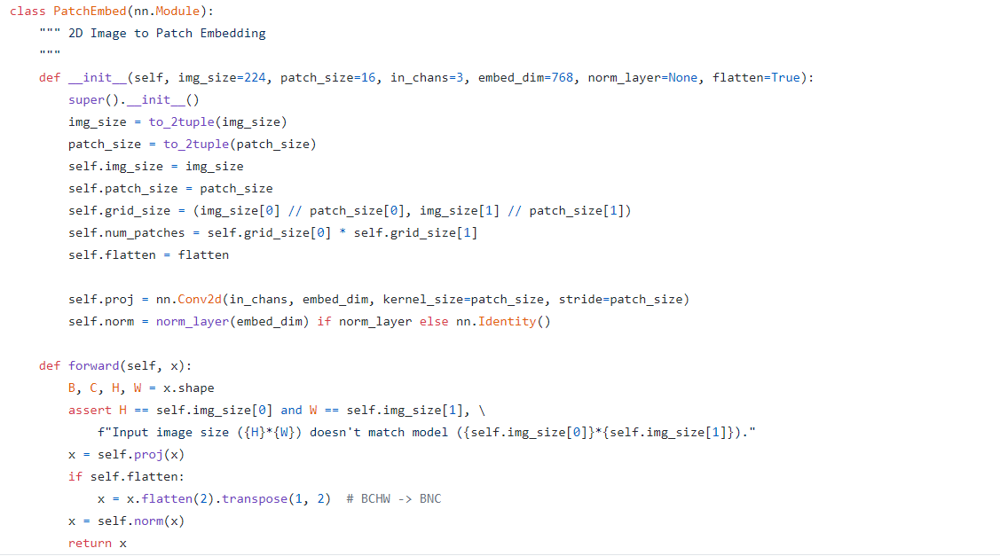 class PatchEmbed(nn.Module):
    """ 2D Image to Patch Embedding
    """
    def __init__(self, img_size=224, patch_size=16, in_chans=3, embed_dim=768, norm_layer=None, flatten=True):
        super().__init__()
        img_size = to_2tuple(img_size)
        patch_size = to_2tuple(patch_size)
        self.img_size = img_size
        self.patch_size = patch_size
        self.grid_size = (img_size[0] // patch_size[0], img_size[1] // patch_size[1])
        self.num_patches = self.grid_size[0] * self.grid_size[1]
        self.flatten = flatten

        self.proj = nn.Conv2d(in_chans, embed_dim, kernel_size=patch_size, stride=patch_size)
        self.norm = norm_layer(embed_dim) if norm_layer else nn.Identity()

    def forward(self, x):
        B, C, H, W = x.shape
        assert H == self.img_size[0] and W == self.img_size[1], \
            f"Input image size ({H}*{W}) doesn't match model ({self.img_size[0]}*{self.img_size[1]})."
        x = self.proj(x)
        if self.flatten:
            x = x.flatten(2).transpose(1, 2)  # BCHW -> BNC
        x = self.norm(x)
        return x